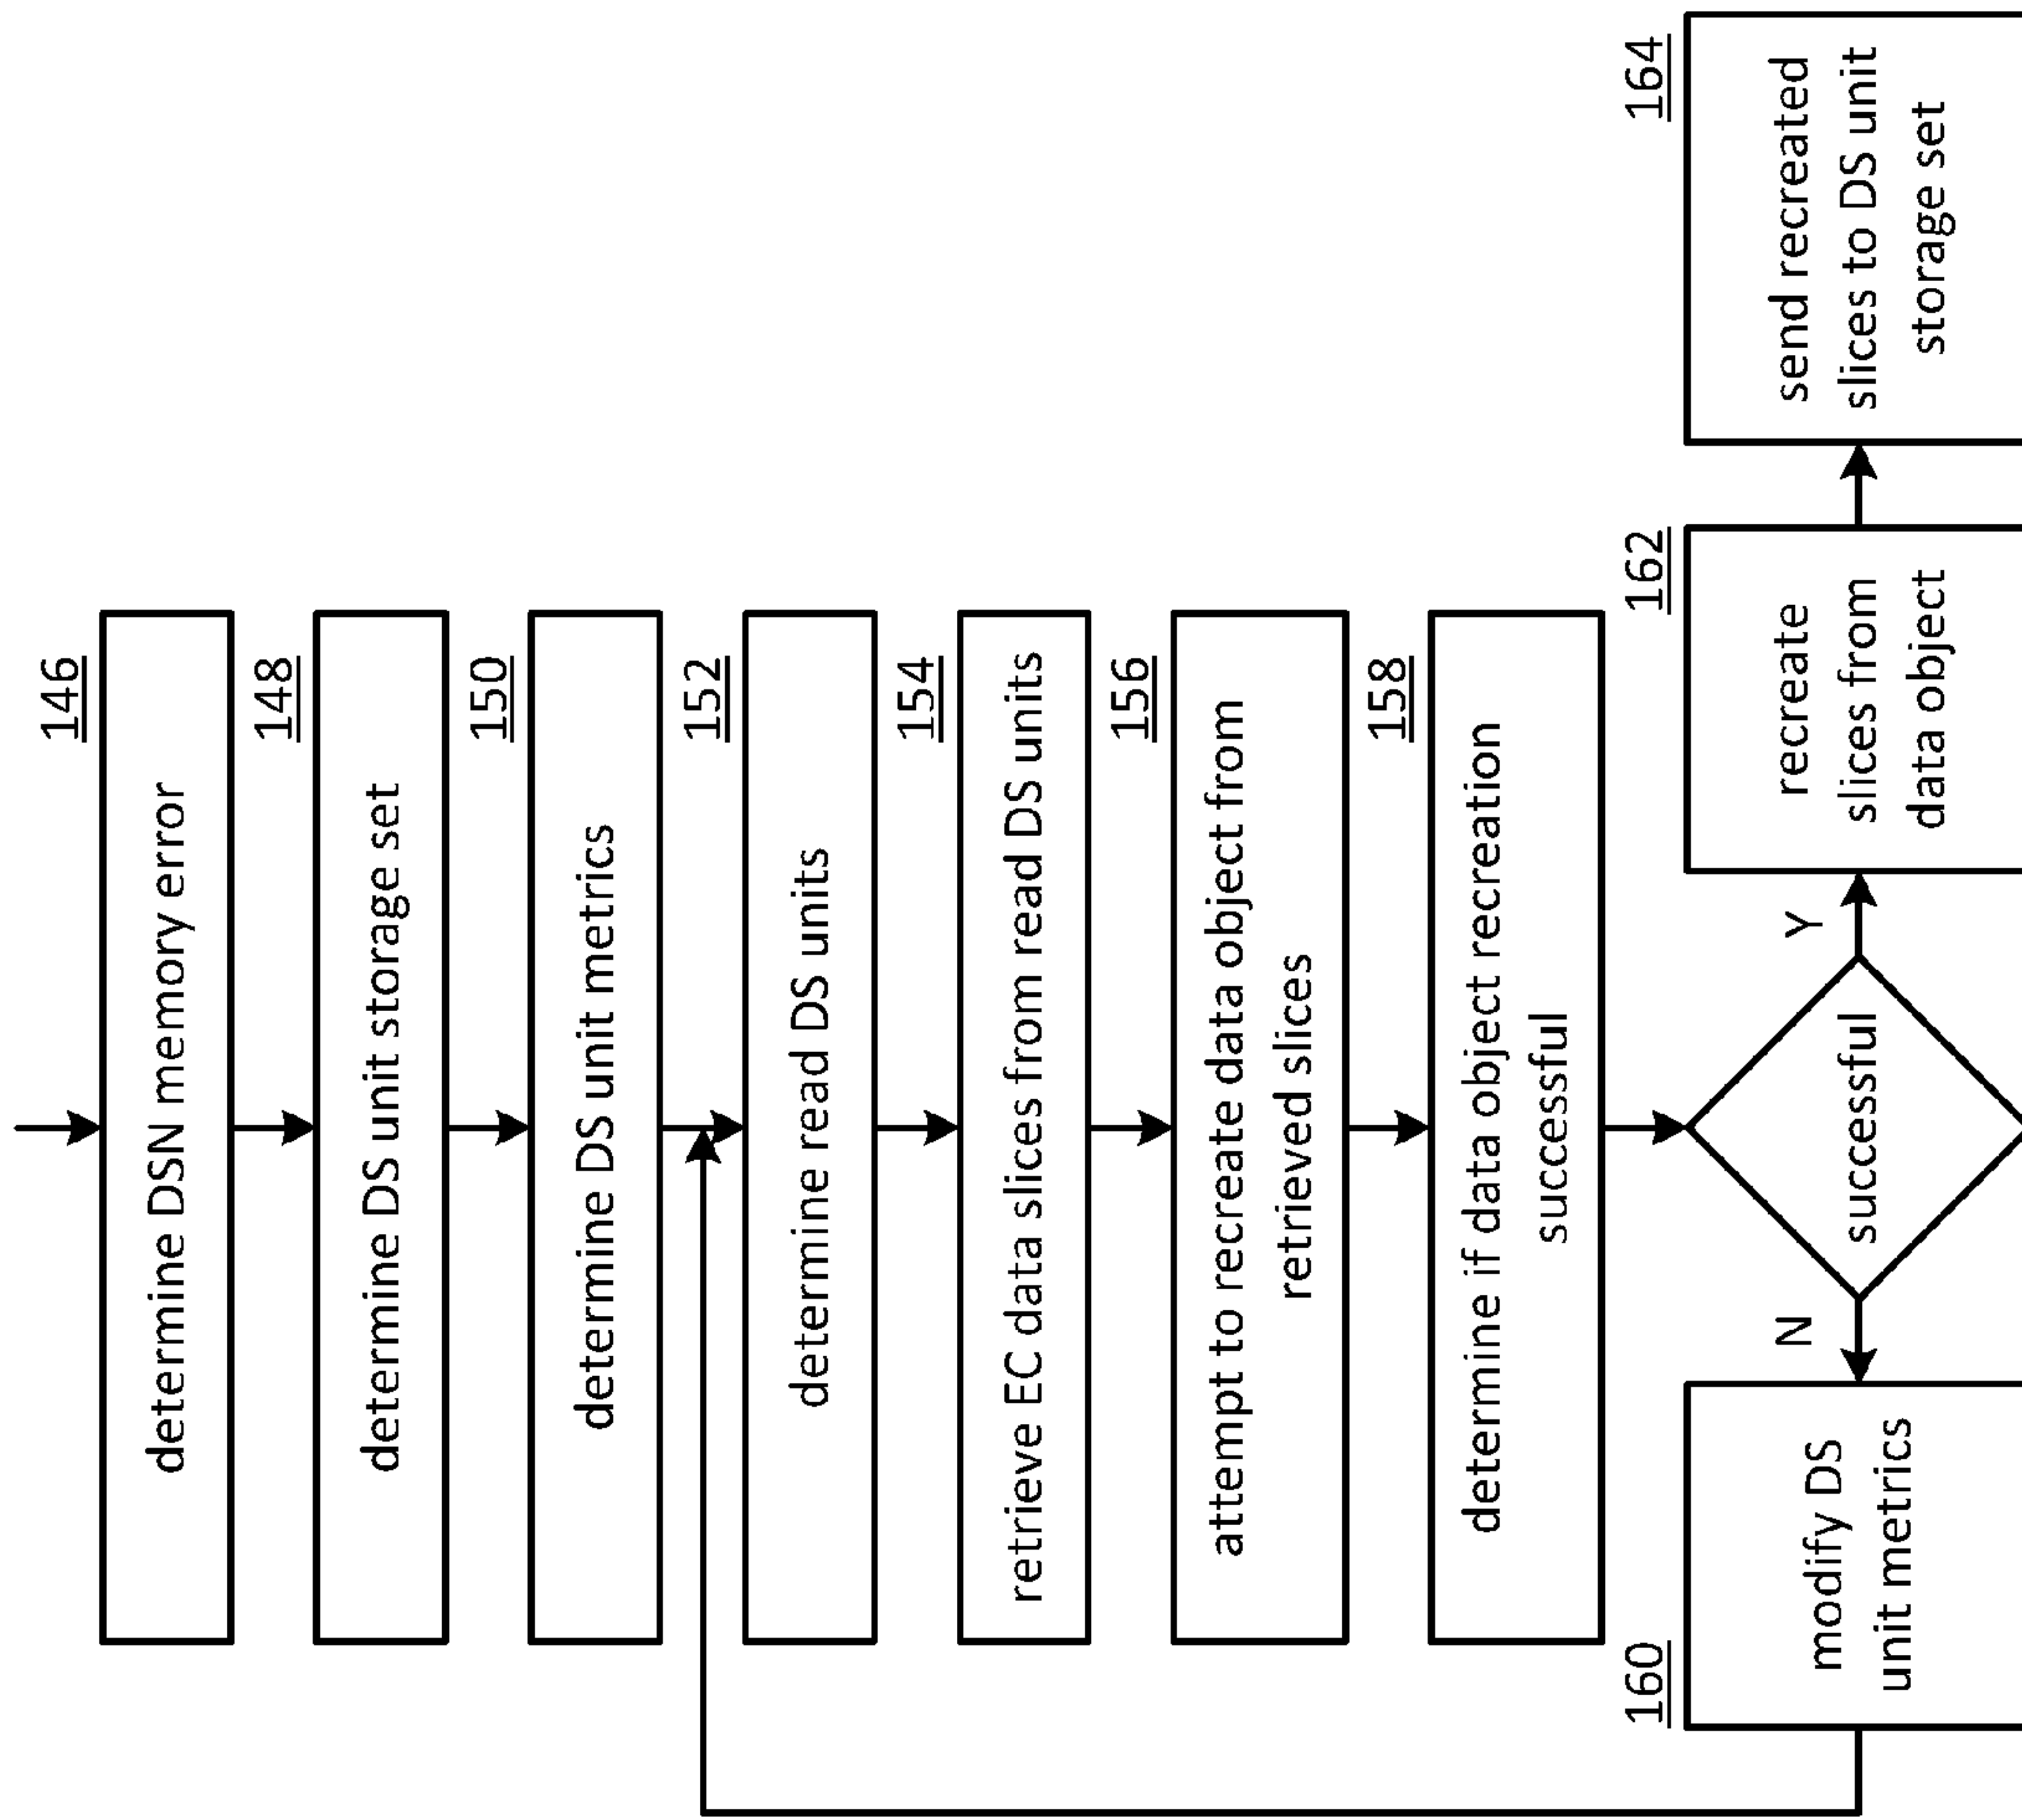 146
determine DSN memory error
148
determine DS unit storage set
150
determine DS unit metrics
152
determine read DS units
154
retrieve EC data slices from read DS units
156
attempt to recreate data object from
retrieved slices
158
determine if data object recreation
successful
successful
N
Y
160
modify DS
unit metrics
162
recreate
slices from
data object
164
send recreated
slices to DS unit
storage set